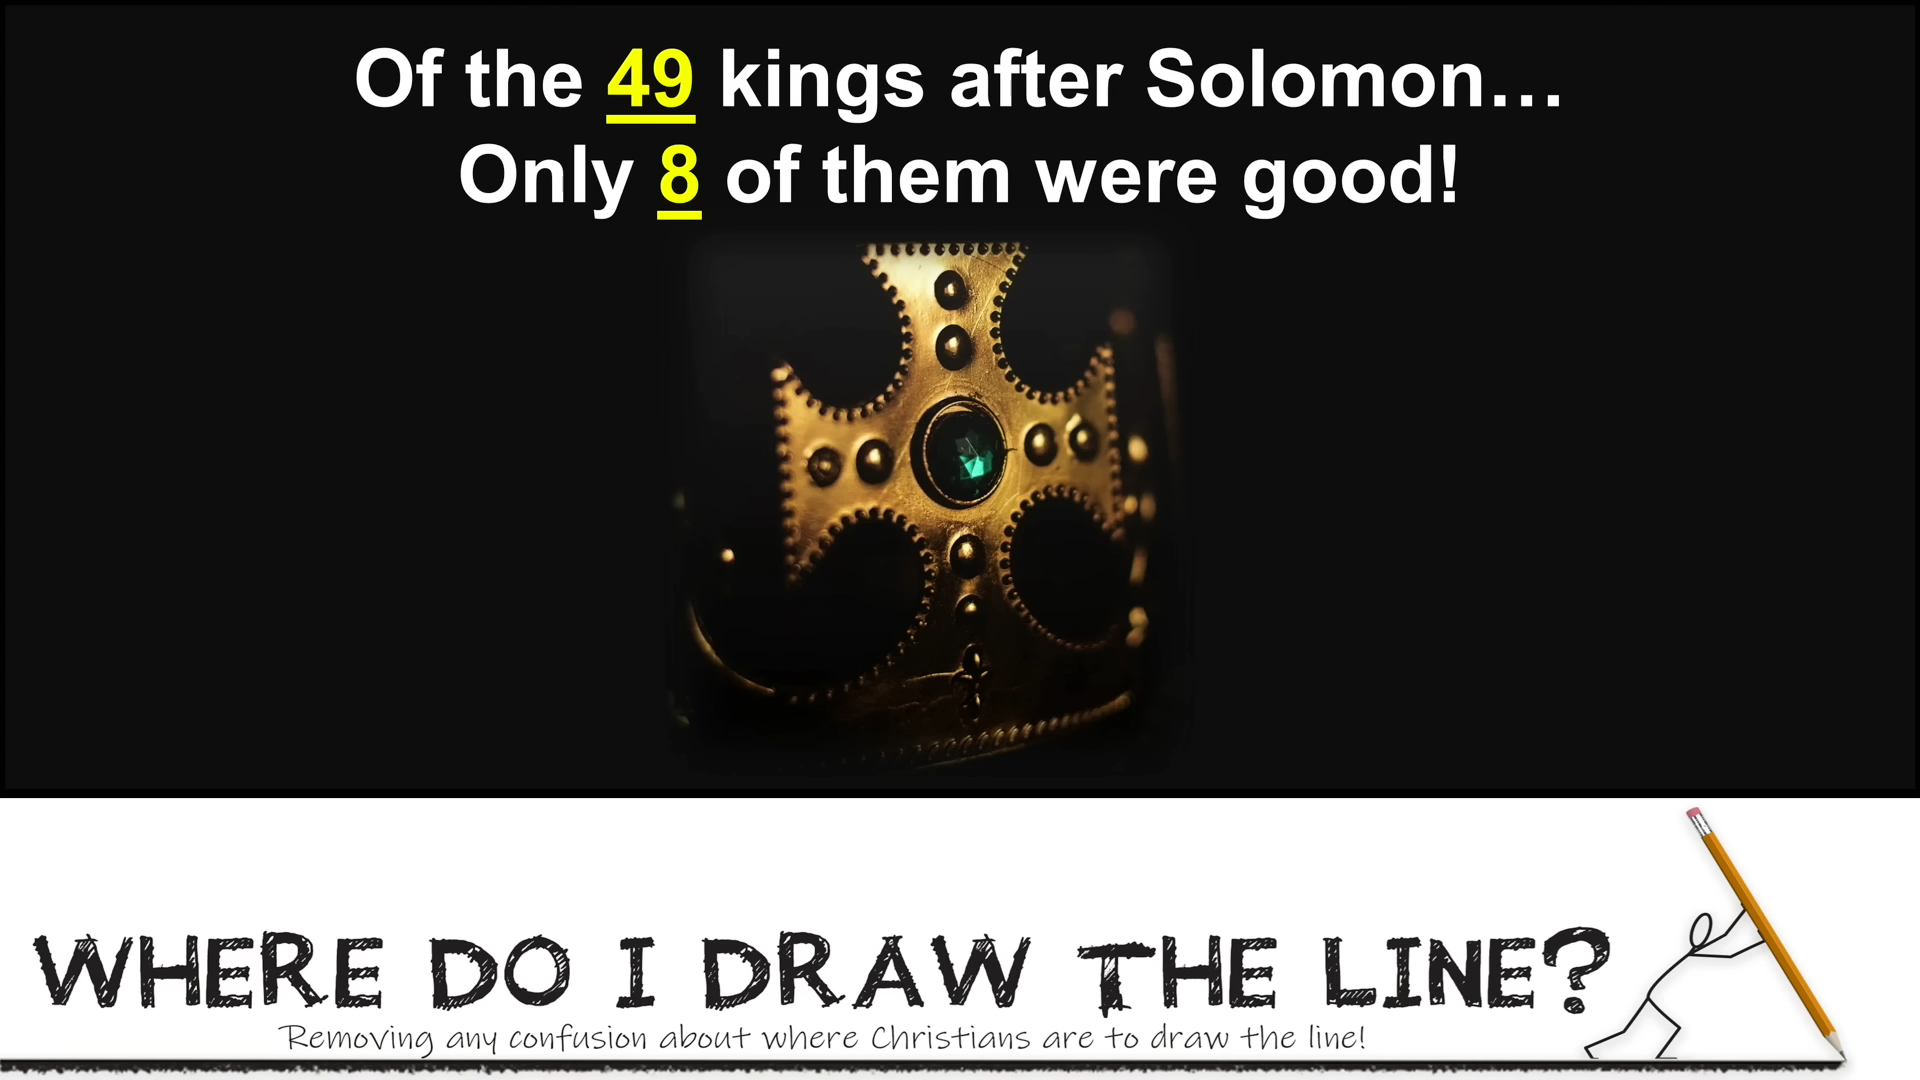 Of the 49 kings after Solomon…
Only 8 of them were good!
WHERE DO I DRAW THE LINE?
Removing any confusion about where Christians are to draw the line!